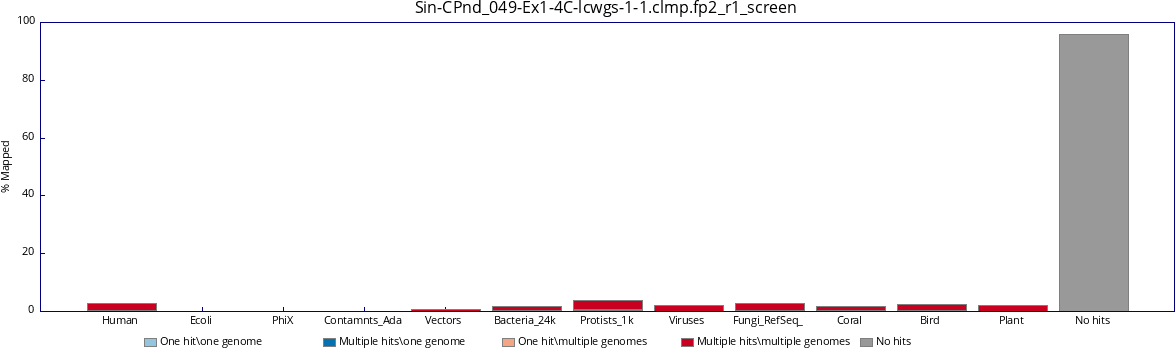 Sin-CPnd_049-Ex1-4C-lcwgs-1-1.clmp.fp2_r1_screen
100
80
60
40
20
0
% Mapped
Human Ecoli PhiX Contamnts_Ada Vectors Bacteria_24k Protists_1k Viruses Fungi_RefSeq_ Coral Bird Plant No hits
One hit\one genome Multiple hits\one genome One hit\multiple genomes Multiple hits\multiple genomes No hits